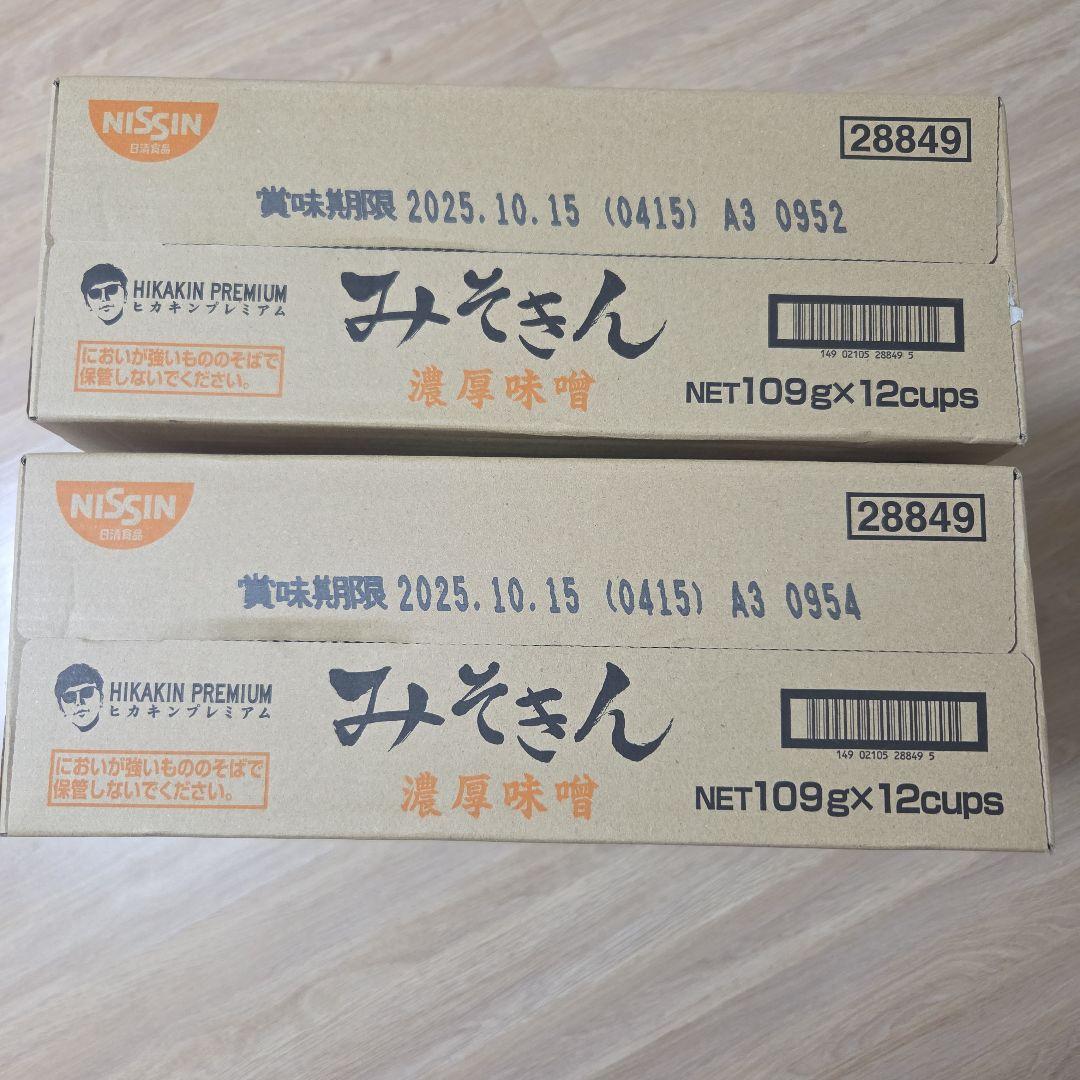 NISSIN
日清食品
28849
賞味期限 2025.10.15 (0415) A3 0952
HIKAKIN PREMIUM
ヒカキンプレミアム
みそきん
濃厚味噌
においが強いもののそばで
保管しないでください。
149 02105 28849 5
NET109g×12cups
NISSIN
日清食品
28849
賞味期限 2025.10.15 (0415) A3 0954
HIKAKIN PREMIUM
ヒカキンプレミアム
みそきん
濃厚味噌
においが強いもののそばで
保管しないでください。
149 02105 28849 5
NET109g×12cups